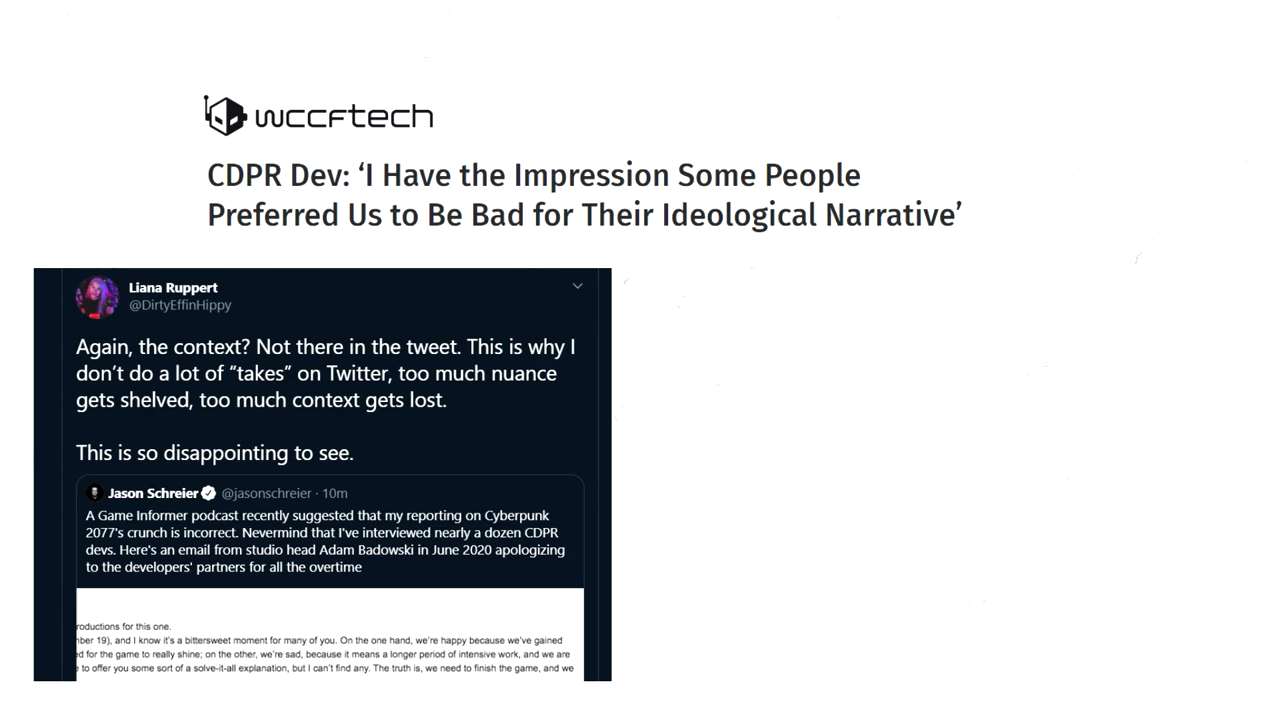 wccftech
CDPR Dev: ‘I Have the Impression Some People
Preferred Us to Be Bad for Their Ideological Narrative’
Liana Ruppert
@DirtyEffinHippy
Again, the context? Not there in the tweet. This is why I
don't do a lot of “takes” on Twitter, too much nuance
gets shelved, too much context gets lost.
This is so disappointing to see.
Jason Schreier @jasonschreier · 10m
A Game Informer podcast recently suggested that my reporting on Cyberpunk
2077's crunch is incorrect. Nevermind that I've interviewed nearly a dozen CDPR
devs. Here's an email from studio head Adam Badowski in June 2020 apologizing
to the developers' partners for all the overtime
roductions for this one.
ber 19), and I know it's a bittersweet moment for many of you. On the one hand, we're happy because we've gained
d for the game to really shine; on the other, we're sad, because it means a longer period of intensive work, and we are
to offer you some sort of a solve-it-all explanation, but I can't find any. The truth is, we need to finish the game, and we